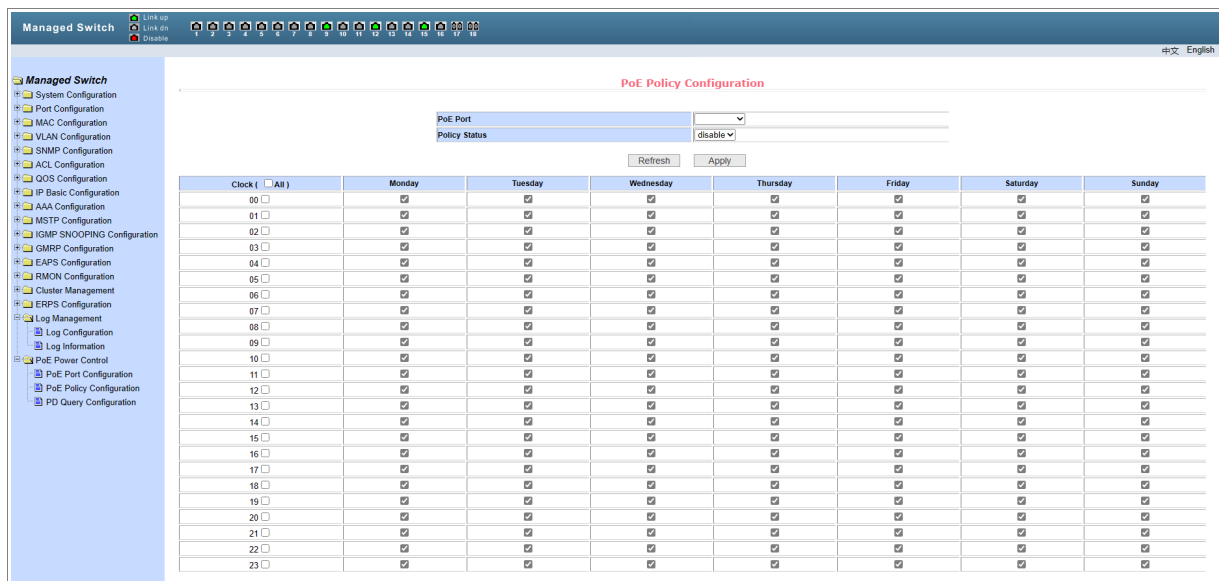 Managed Switch
Link up
Link dn
Disable
1 2 3 4 5 6 7 8 9 10 11 12 13 14 15 16 17 18
中文 English
Managed Switch
System Configuration
Port Configuration
MAC Configuration
VLAN Configuration
SNMP Configuration
ACL Configuration
QOS Configuration
IP Basic Configuration
AAA Configuration
MSTP Configuration
IGMP SNOOPING Configuration
GMRP Configuration
EAPS Configuration
RMON Configuration
Cluster Management
ERPS Configuration
Log Management
Log Configuration
Log Information
PoE Power Control
PoE Port Configuration
PoE Policy Configuration
PD Query Configuration
PoE Policy Configuration
PoE Port
Policy Status disable
Refresh Apply
Clock ( All ) Monday Tuesday Wednesday Thursday Friday Saturday Sunday
00
01
02
03
04
05
06
07
08
09
10
11
12
13
14
15
16
17
18
19
20
21
22
23